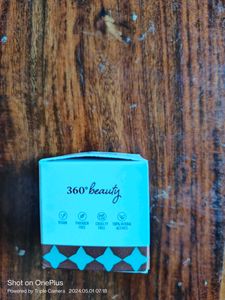 360° beauty
VEGAN
PARABEN
FREE
CRUELTY
FREE
100% NATURAL
ACTIVES
Shot on OnePlus
Powered by Triple Camera 2024.05.01 07:18